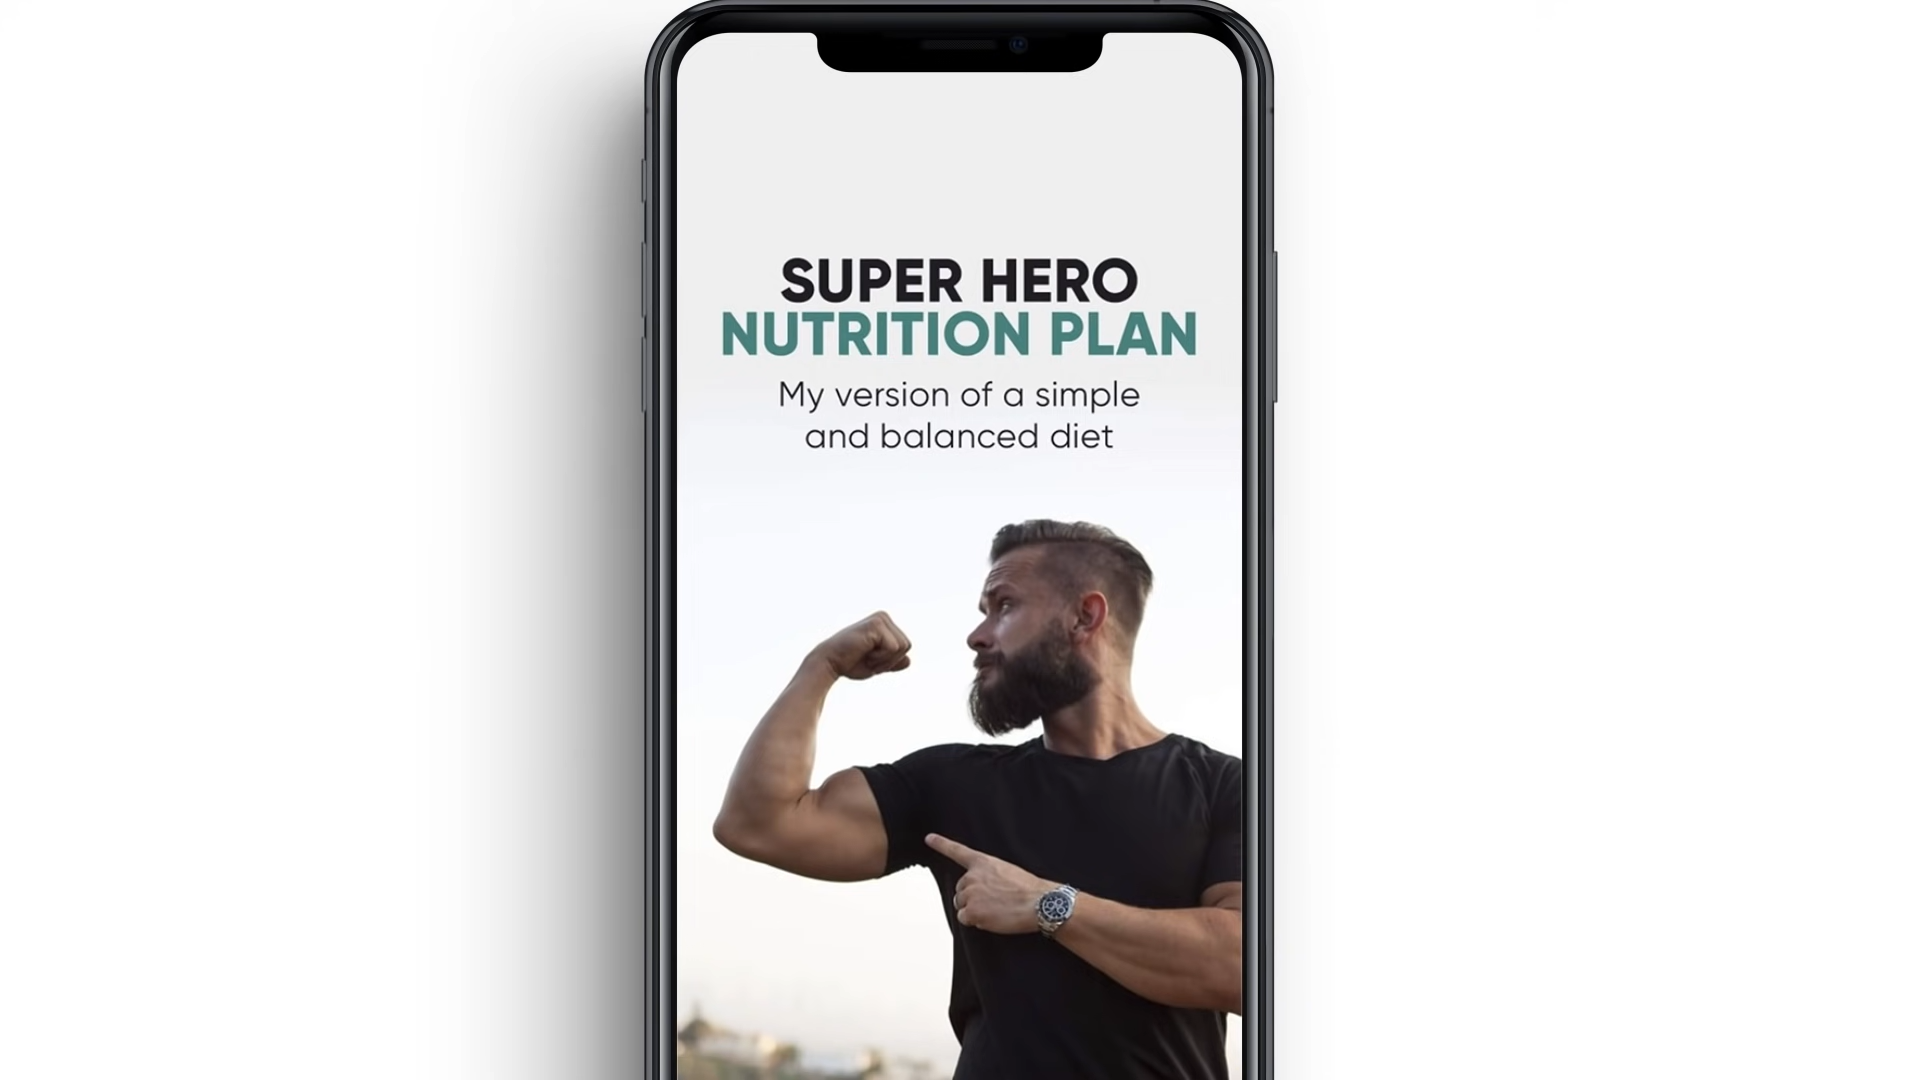 SUPER HERO
NUTRITION PLAN
My version of a simple
and balanced diet